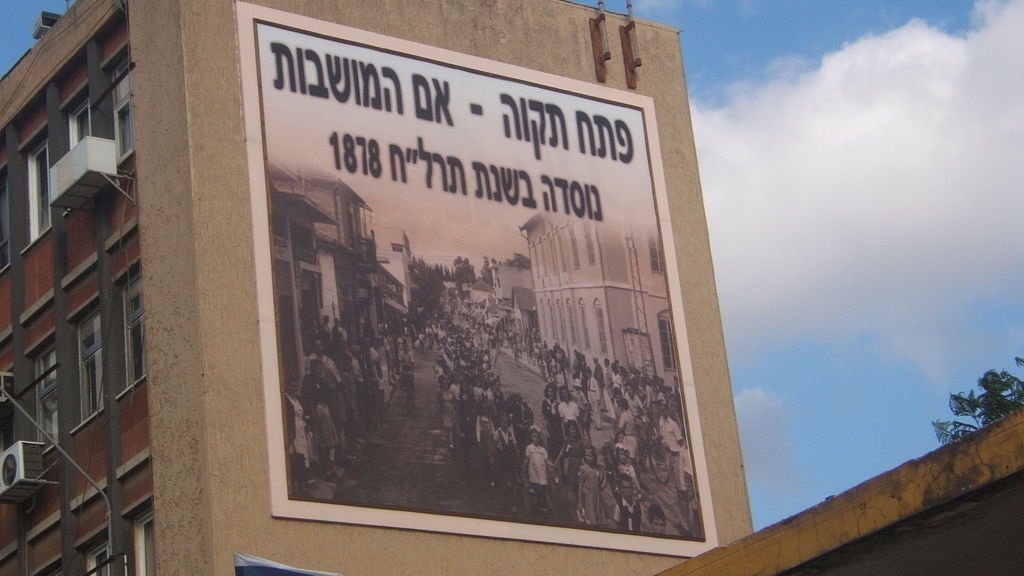 פתח תקוה - אם המושבות
נוסדה בשנת תרל"ח 1878